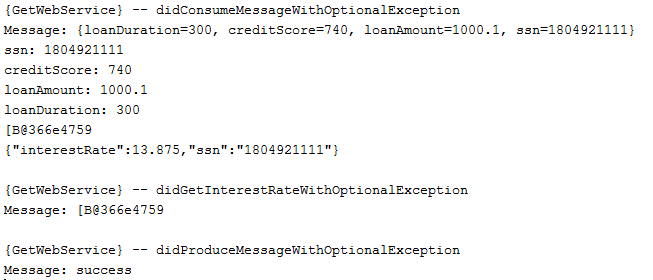 {GetWebService} -- didConsumeMessageWithOptionalException
Message: {loanDuration=300, creditScore=740, loanAmount=1000.1, ssn=1804921111}
ssn: 1804921111
creditScore: 740
loanAmount: 1000.1
loanDuration: 300
[B@366e4759
{"interestRate":13.875,"ssn":"1804921111"}
{GetWebService} -- didGetInterestRateWithOptionalException
Message: [B@366e4759
{GetWebService} -- didProduceMessageWithOptionalException
Message: success